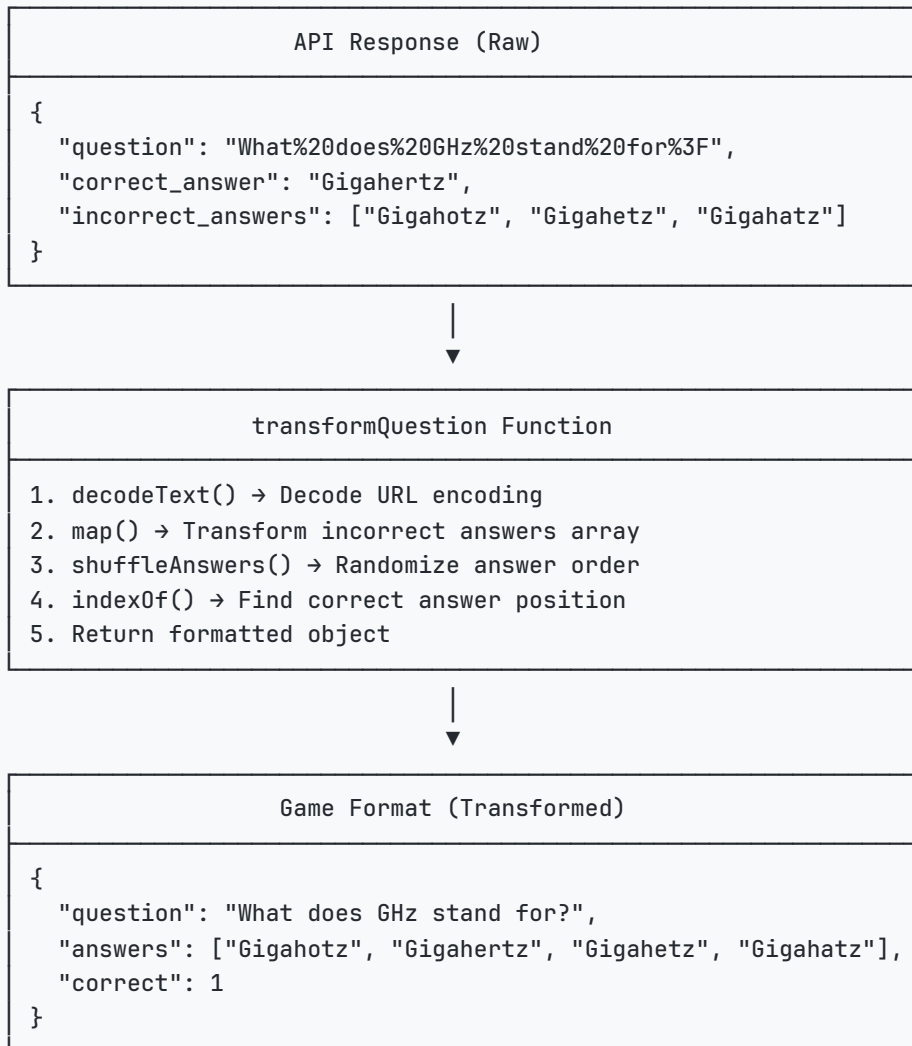 API Response (Raw)
{
"question": "What%20does%20GHz%20stand%20for%3F",
"correct_answer": "Gigahertz",
"incorrect_answers": ["Gigahotz", "Gigahetz", "Gigahatz"]
}
transformQuestion Function
1. decodeText() → Decode URL encoding
2. map() → Transform incorrect answers array
3. shuffleAnswers() → Randomize answer order
4. indexOf() → Find correct answer position
5. Return formatted object
Game Format (Transformed)
{
"question": "What does GHz stand for?",
"answers": ["Gigahotz", "Gigahertz", "Gigahetz", "Gigahatz"],
"correct": 1
}